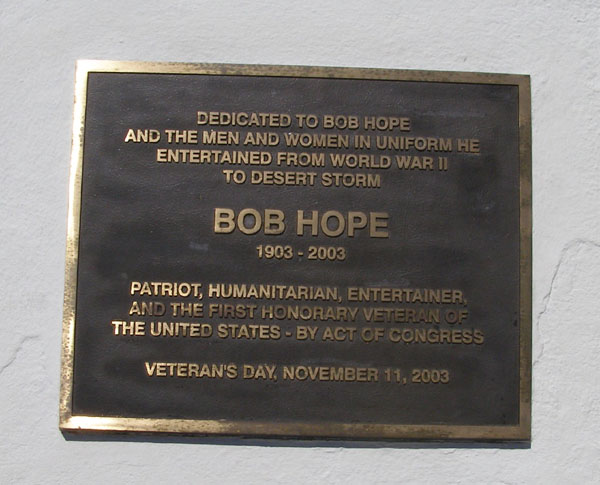 DEDICATED TO BOB HOPE
AND THE MEN AND WOMEN IN UNIFORM HE
ENTERTAINED FROM WORLD WAR II
TO DESERT STORM
BOB HOPE
1903 - 2003
PATRIOT, HUMANITARIAN, ENTERTAINER,
AND THE FIRST HONORARY VETERAN OF
THE UNITED STATES - BY ACT OF CONGRESS
VETERAN'S DAY, NOVEMBER 11, 2003